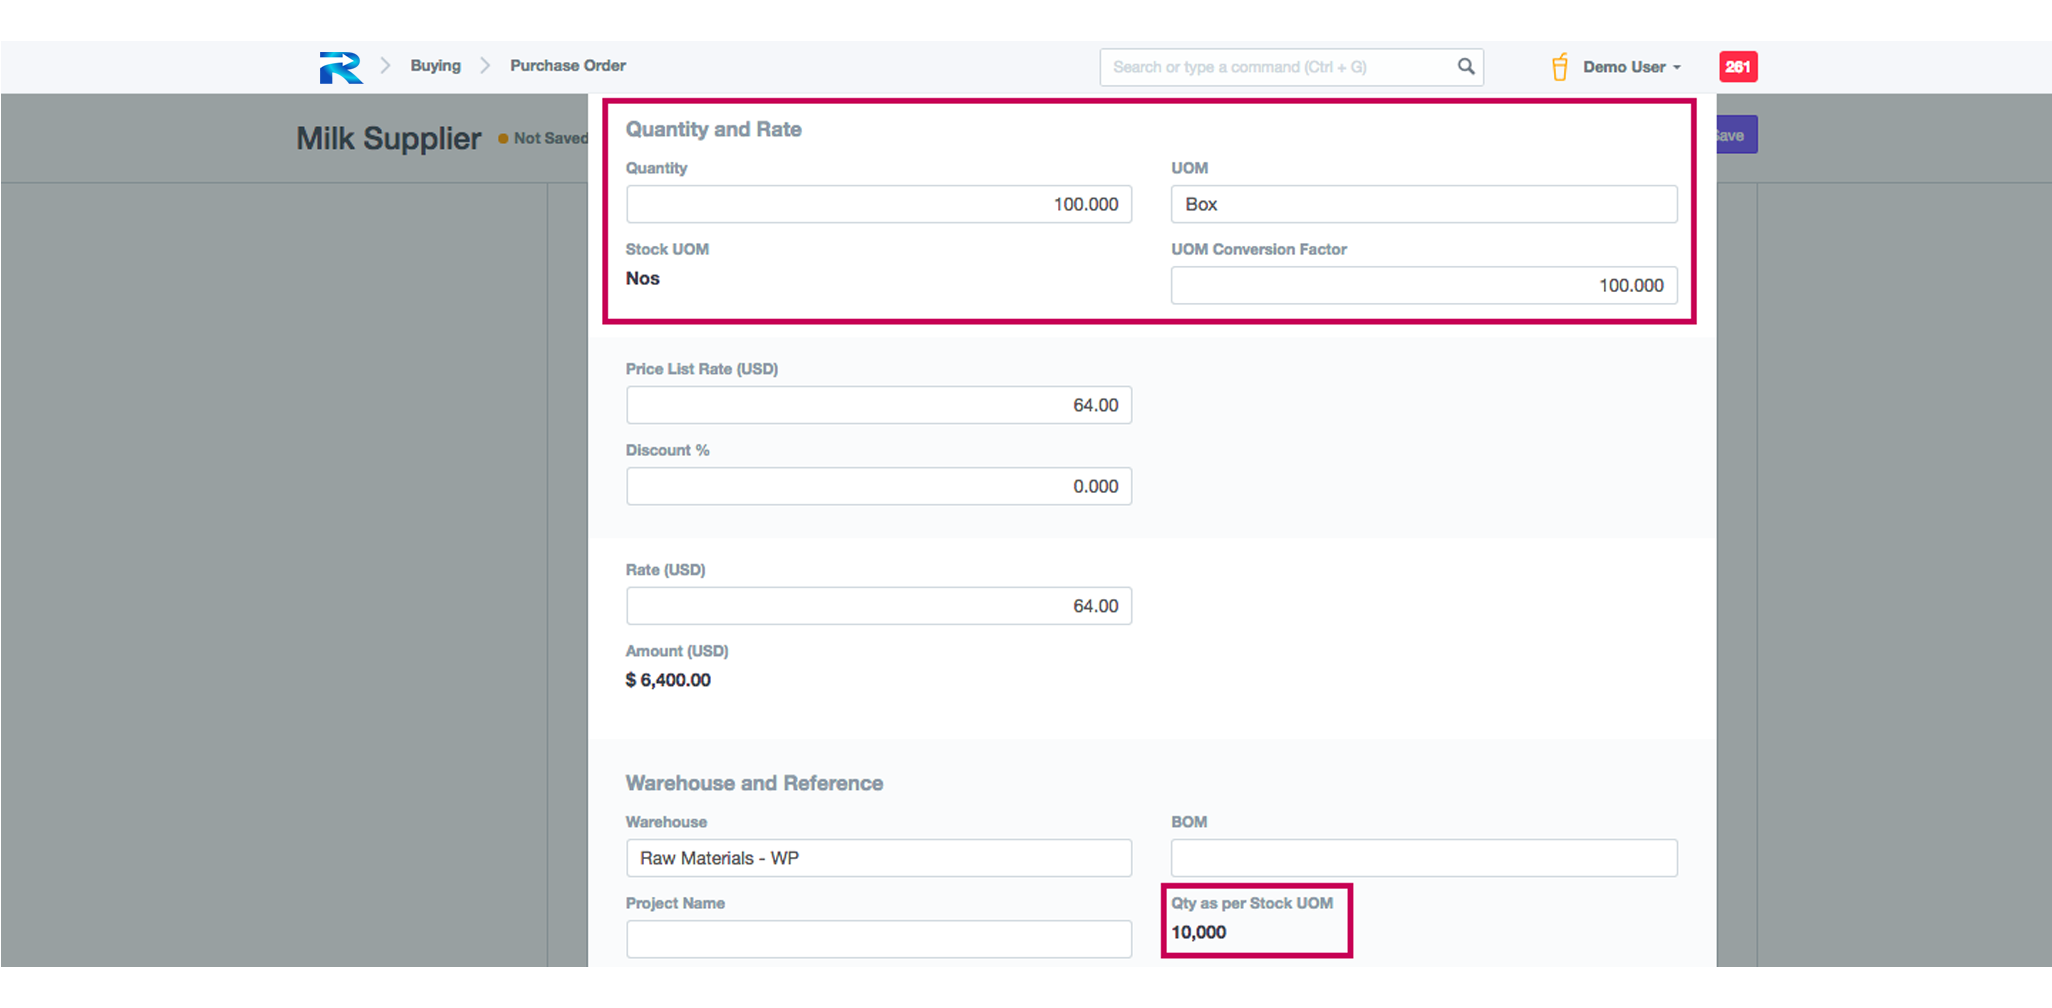 Buying
Purchase Order
Search or type a command (Ctrl + G)
Demo User
261
Milk Supplier
Not Saved
Save
Quantity and Rate
Quantity
UOM
100.000
Box
Stock UOM
UOM Conversion Factor
Nos
100.000
Price List Rate (USD)
64.00
Discount %
0.000
Rate (USD)
64.00
Amount (USD)
$ 6,400.00
Warehouse and Reference
Warehouse
BOM
Raw Materials - WP
Project Name
Qty as per Stock UOM
10,000